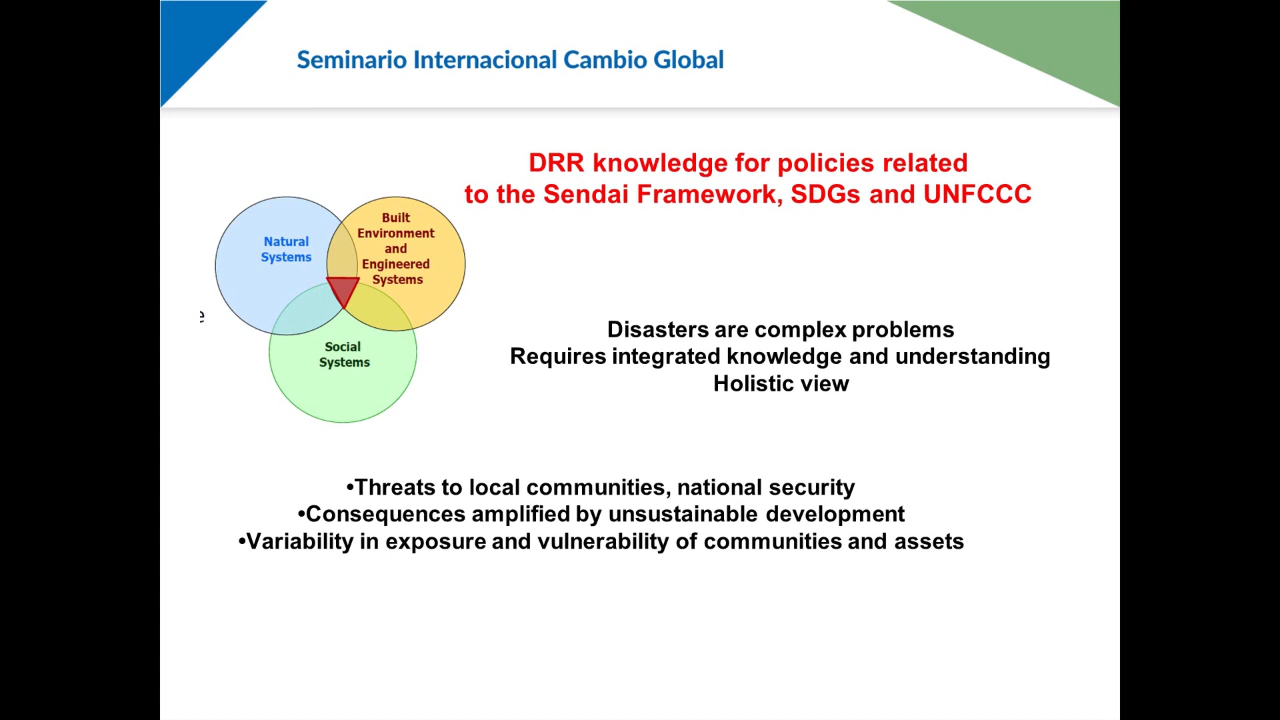 Seminario Internacional Cambio Global
DRR knowledge for policies related
to the Sendai Framework, SDGs and UNFCCC
Natural
Systems
Built
Environment
and
Engineered
Systems
Social
Systems
e
Disasters are complex problems
Requires integrated knowledge and understanding
Holistic view
•Threats to local communities, national security
•Consequences amplified by unsustainable development
•Variability in exposure and vulnerability of communities and assets